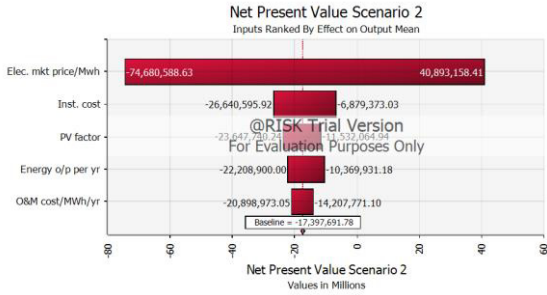 Net Present Value Scenario 2
Inputs Ranked By Effect on Output Mean
Elec. mkt price/Mwh
-74,680,588.63
40,893,158.41
Inst. cost
-26,640,595.92
-6,879,373.03
@RISK Trial Version
PV factor
-23,647,740.24
-11,532,064.94
For Evaluation Purposes Only
Energy o/p per yr
-22,208,900.00
-10,369,931.18
O&M cost/MWh/yr
-20,898,973.05
-14,207,771.10
Baseline = -17,397,691.78
-80
-60
-40
-20
0
20
40
60
Net Present Value Scenario 2
Values in Millions